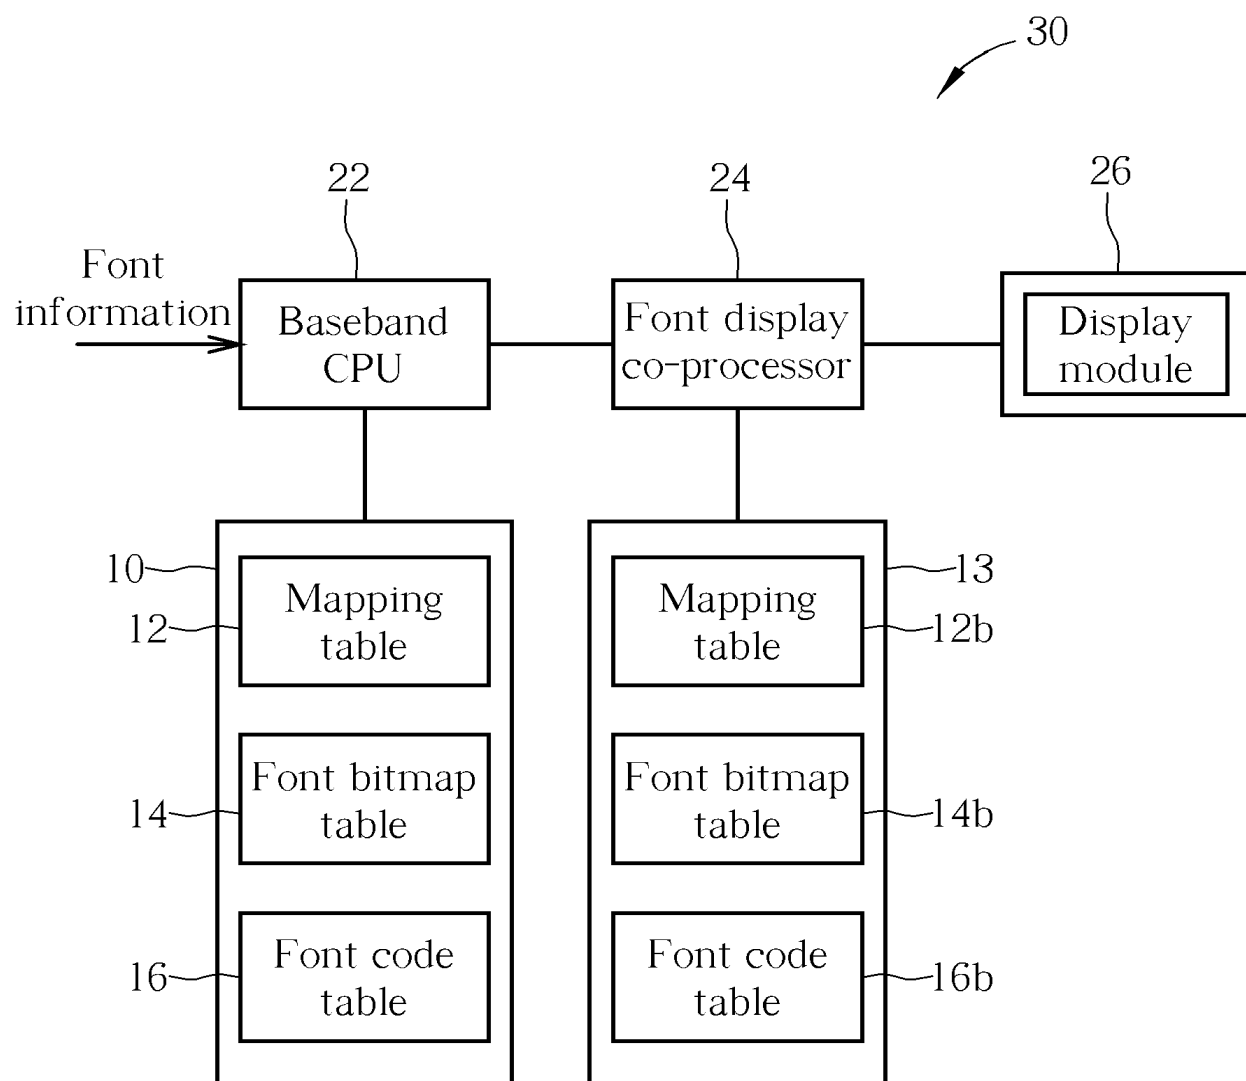 30
22
24
26
Font
information
Baseband
CPU
Font display
co-processor
Display
module
10
Mapping
table
12
Font bitmap
table
14
Font code
table
16
13
Mapping
table
12b
Font bitmap
table
14b
Font code
table
16b